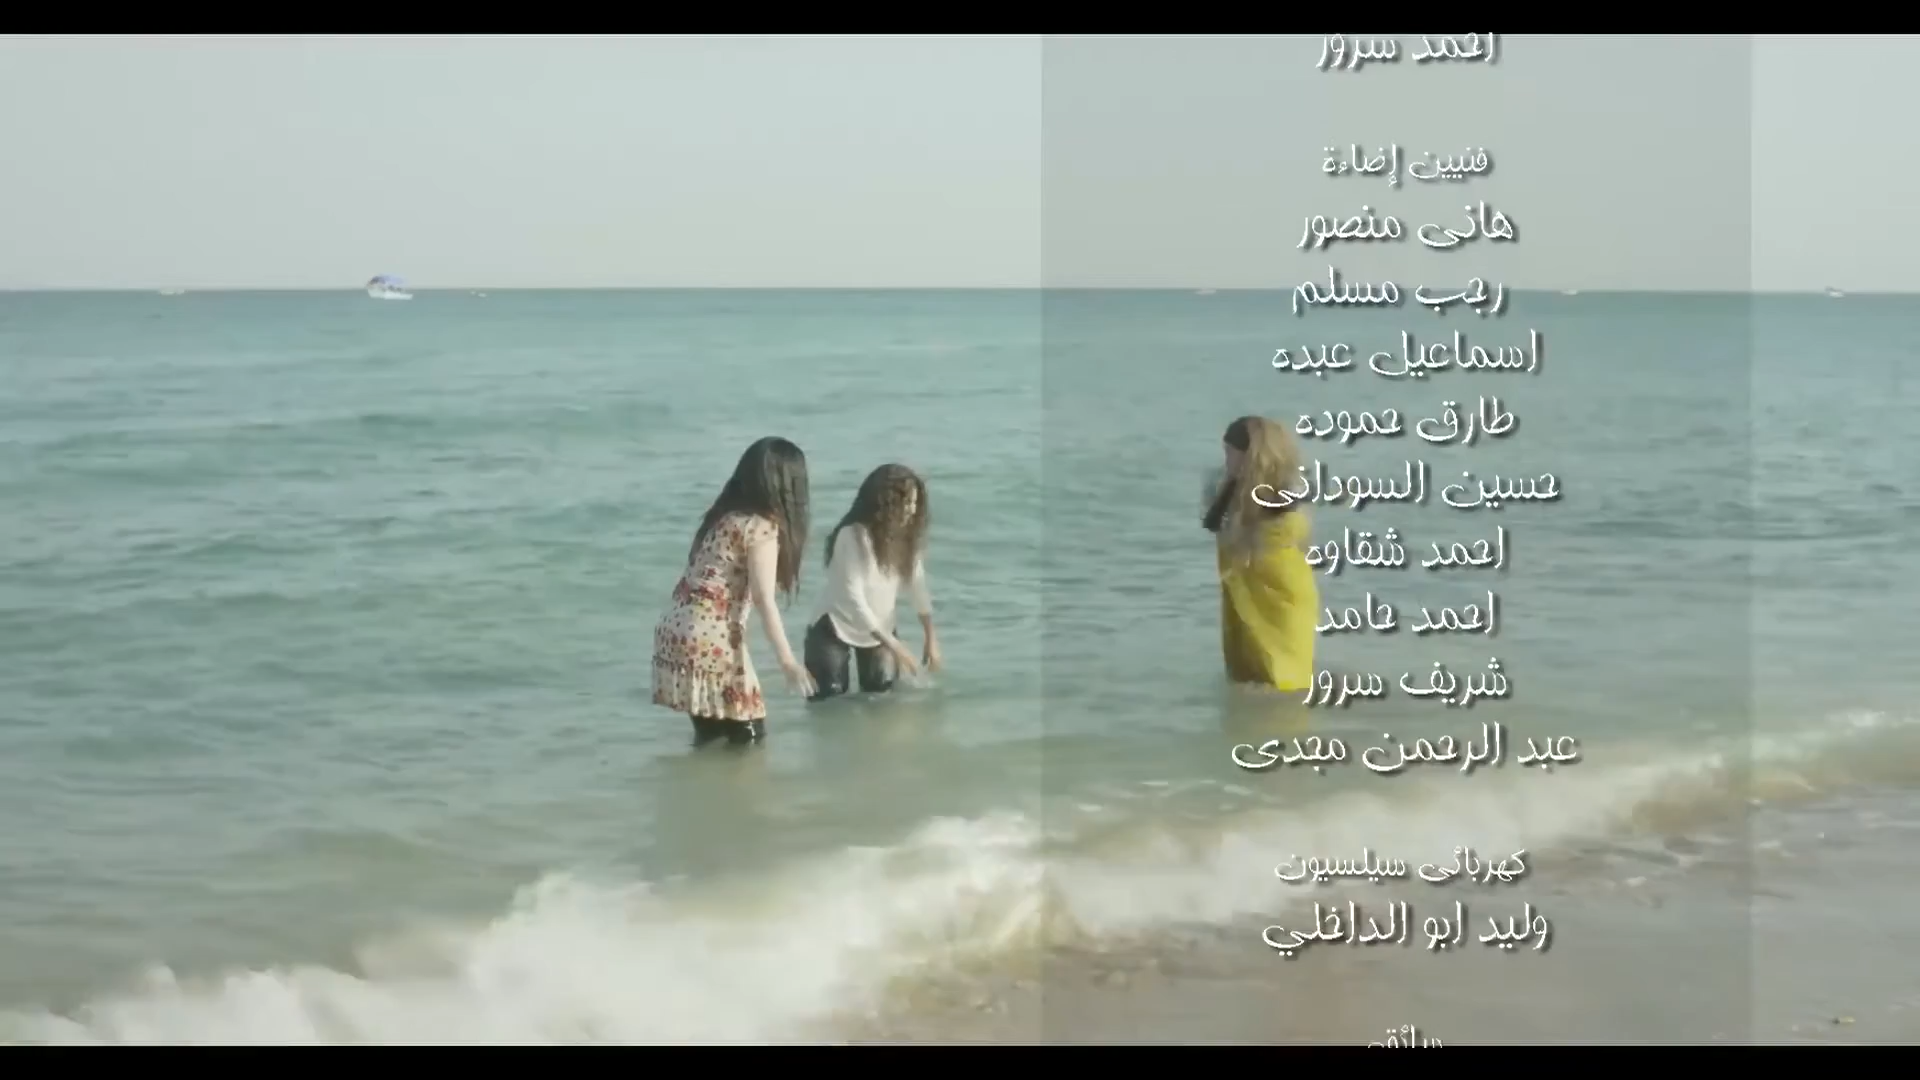 احمد سرور
فنيين إضاءة
هانى منصور
رجب مسلم
اسماعيل عبده
طارق حموده
حسين السودانى
احمد شقاوه
احمد حامد
شريف سرور
عبد الرحمن مجدى
كهربائى سيلسيون
وليد ابو الداخلي
سائق